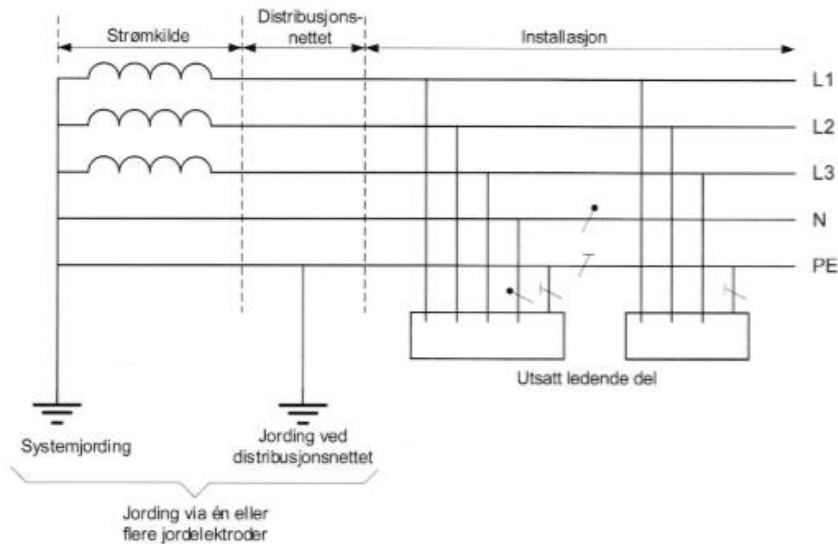 Strømkilde
Distribusjons-
nettet
Installasjon
L1
L2
L3
N
PE
Utsatt ledende del
Systemjording
Jording ved
distribusjonsnettet
Jording via én eller
flere jordelektroder